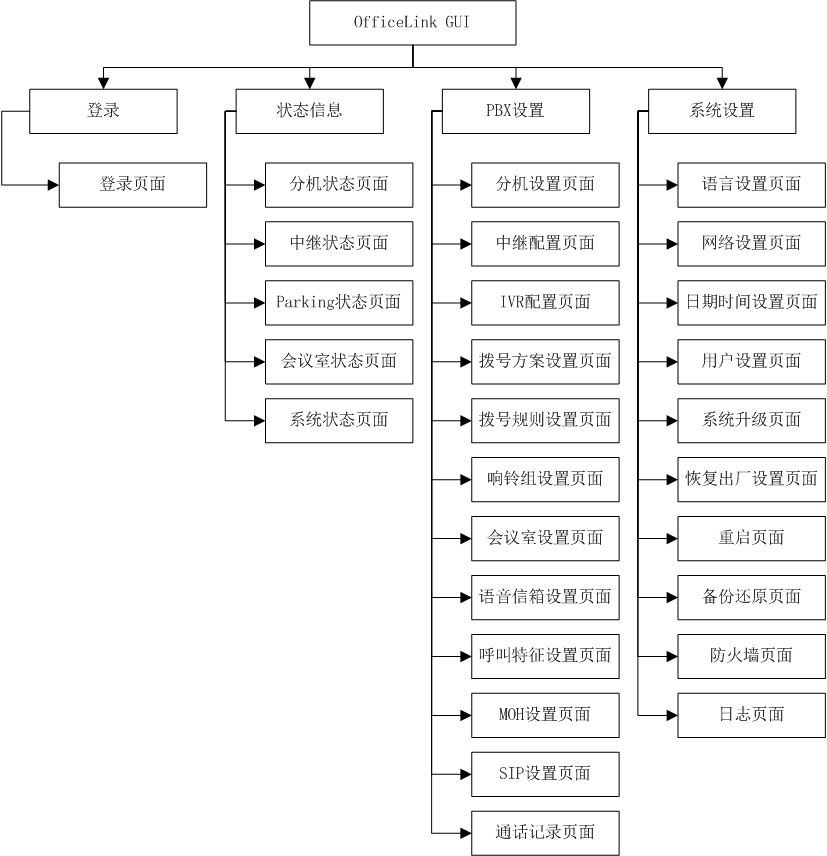 OfficeLink GUI
登录
登录页面
状态信息
分机状态页面
中继状态页面
Parking状态页面
会议室状态页面
系统状态页面
PBX设置
分机设置页面
中继配置页面
IVR配置页面
拨号方案设置页面
拨号规则设置页面
响铃组设置页面
会议室设置页面
语音信箱设置页面
呼叫特征设置页面
MOH设置页面
SIP设置页面
通话记录页面
系统设置
语言设置页面
网络设置页面
日期时间设置页面
用户设置页面
系统升级页面
恢复出厂设置页面
重启页面
备份还原页面
防火墙页面
日志页面